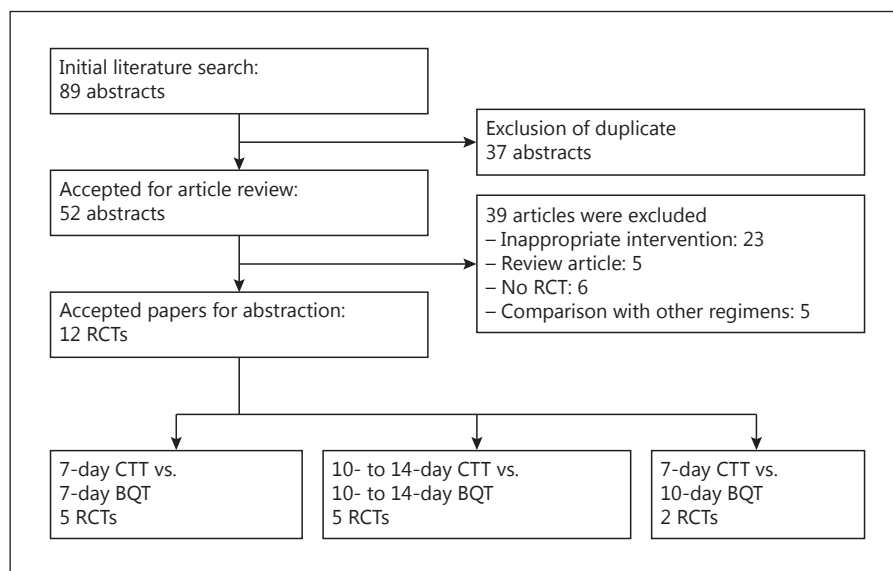 Initial literature search:
89 abstracts
Exclusion of duplicate
37 abstracts
Accepted for article review:
52 abstracts
39 articles were excluded
– Inappropriate intervention: 23
– Review article: 5
– No RCT: 6
– Comparison with other regimens: 5
Accepted papers for abstraction:
12 RCTs
7-day CTT vs.
7-day BQT
5 RCTs
10- to 14-day CTT vs.
10- to 14-day BQT
5 RCTs
7-day CTT vs.
10-day BQT
2 RCTs